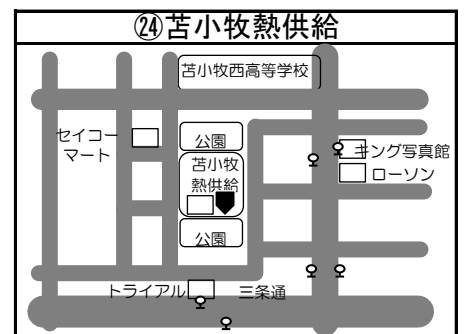 ㉔苫小牧熱供給
苫小牧西高等学校
セイコー
マート
公園
キング写真館
苫小牧
熱供給
ローソン
公園
トライアル
三条通